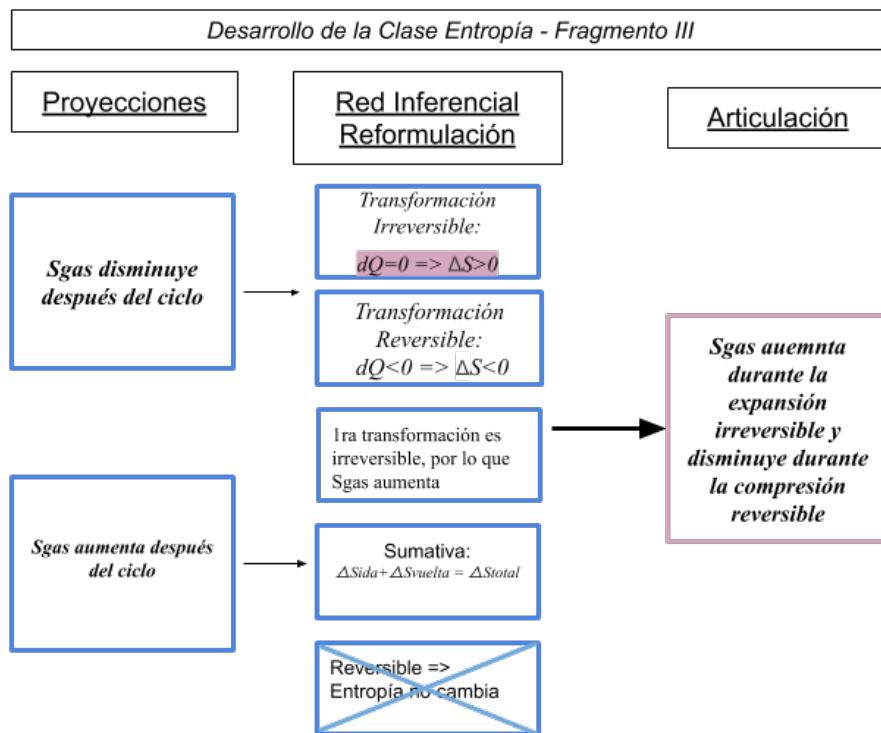 Desarrollo de la Clase Entropía - Fragmento III
Proyecciones
Red Inferencial
Reformulación
Articulación
Sgas disminuye
después del ciclo
Transformación
Irreversible:
dQ=0 => ΔS>0
Transformación
Reversible:
dQ<0 => ΔS<0
1ra transformación es
irreversible, por lo que
Sgas aumenta
Sgas aumenta después
del ciclo
Sumativa:
ΔSida+ΔSvuelta = ΔStotal
Reversible =>
Entropía no cambia
Sgas auemnta
durante la
expansión
irreversible y
disminuye durante
la compresión
reversible